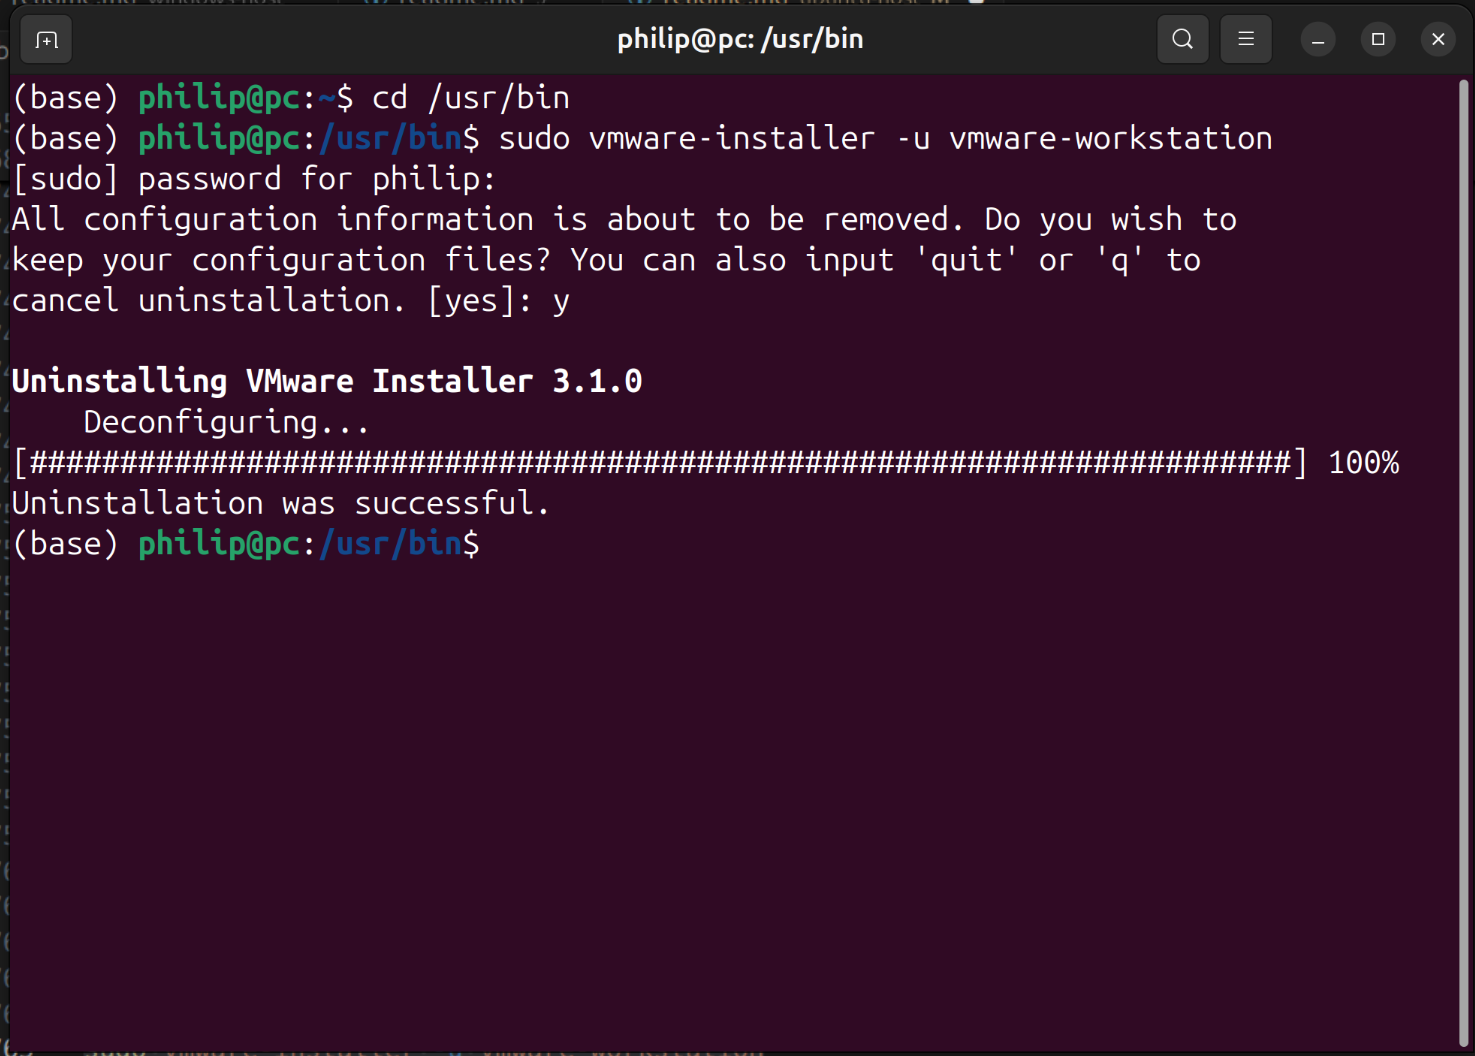 philip@pc: /usr/bin
(base) philip@pc:~$ cd /usr/bin
(base) philip@pc:/usr/bin$ sudo vmware-installer -u vmware-workstation
[sudo] password for philip:
All configuration information is about to be removed. Do you wish to
keep your configuration files? You can also input 'quit' or 'q' to
cancel uninstallation. [yes]: y
Uninstalling VMware Installer 3.1.0
    Deconfiguring...
[######################################################################] 100%
Uninstallation was successful.
(base) philip@pc:/usr/bin$